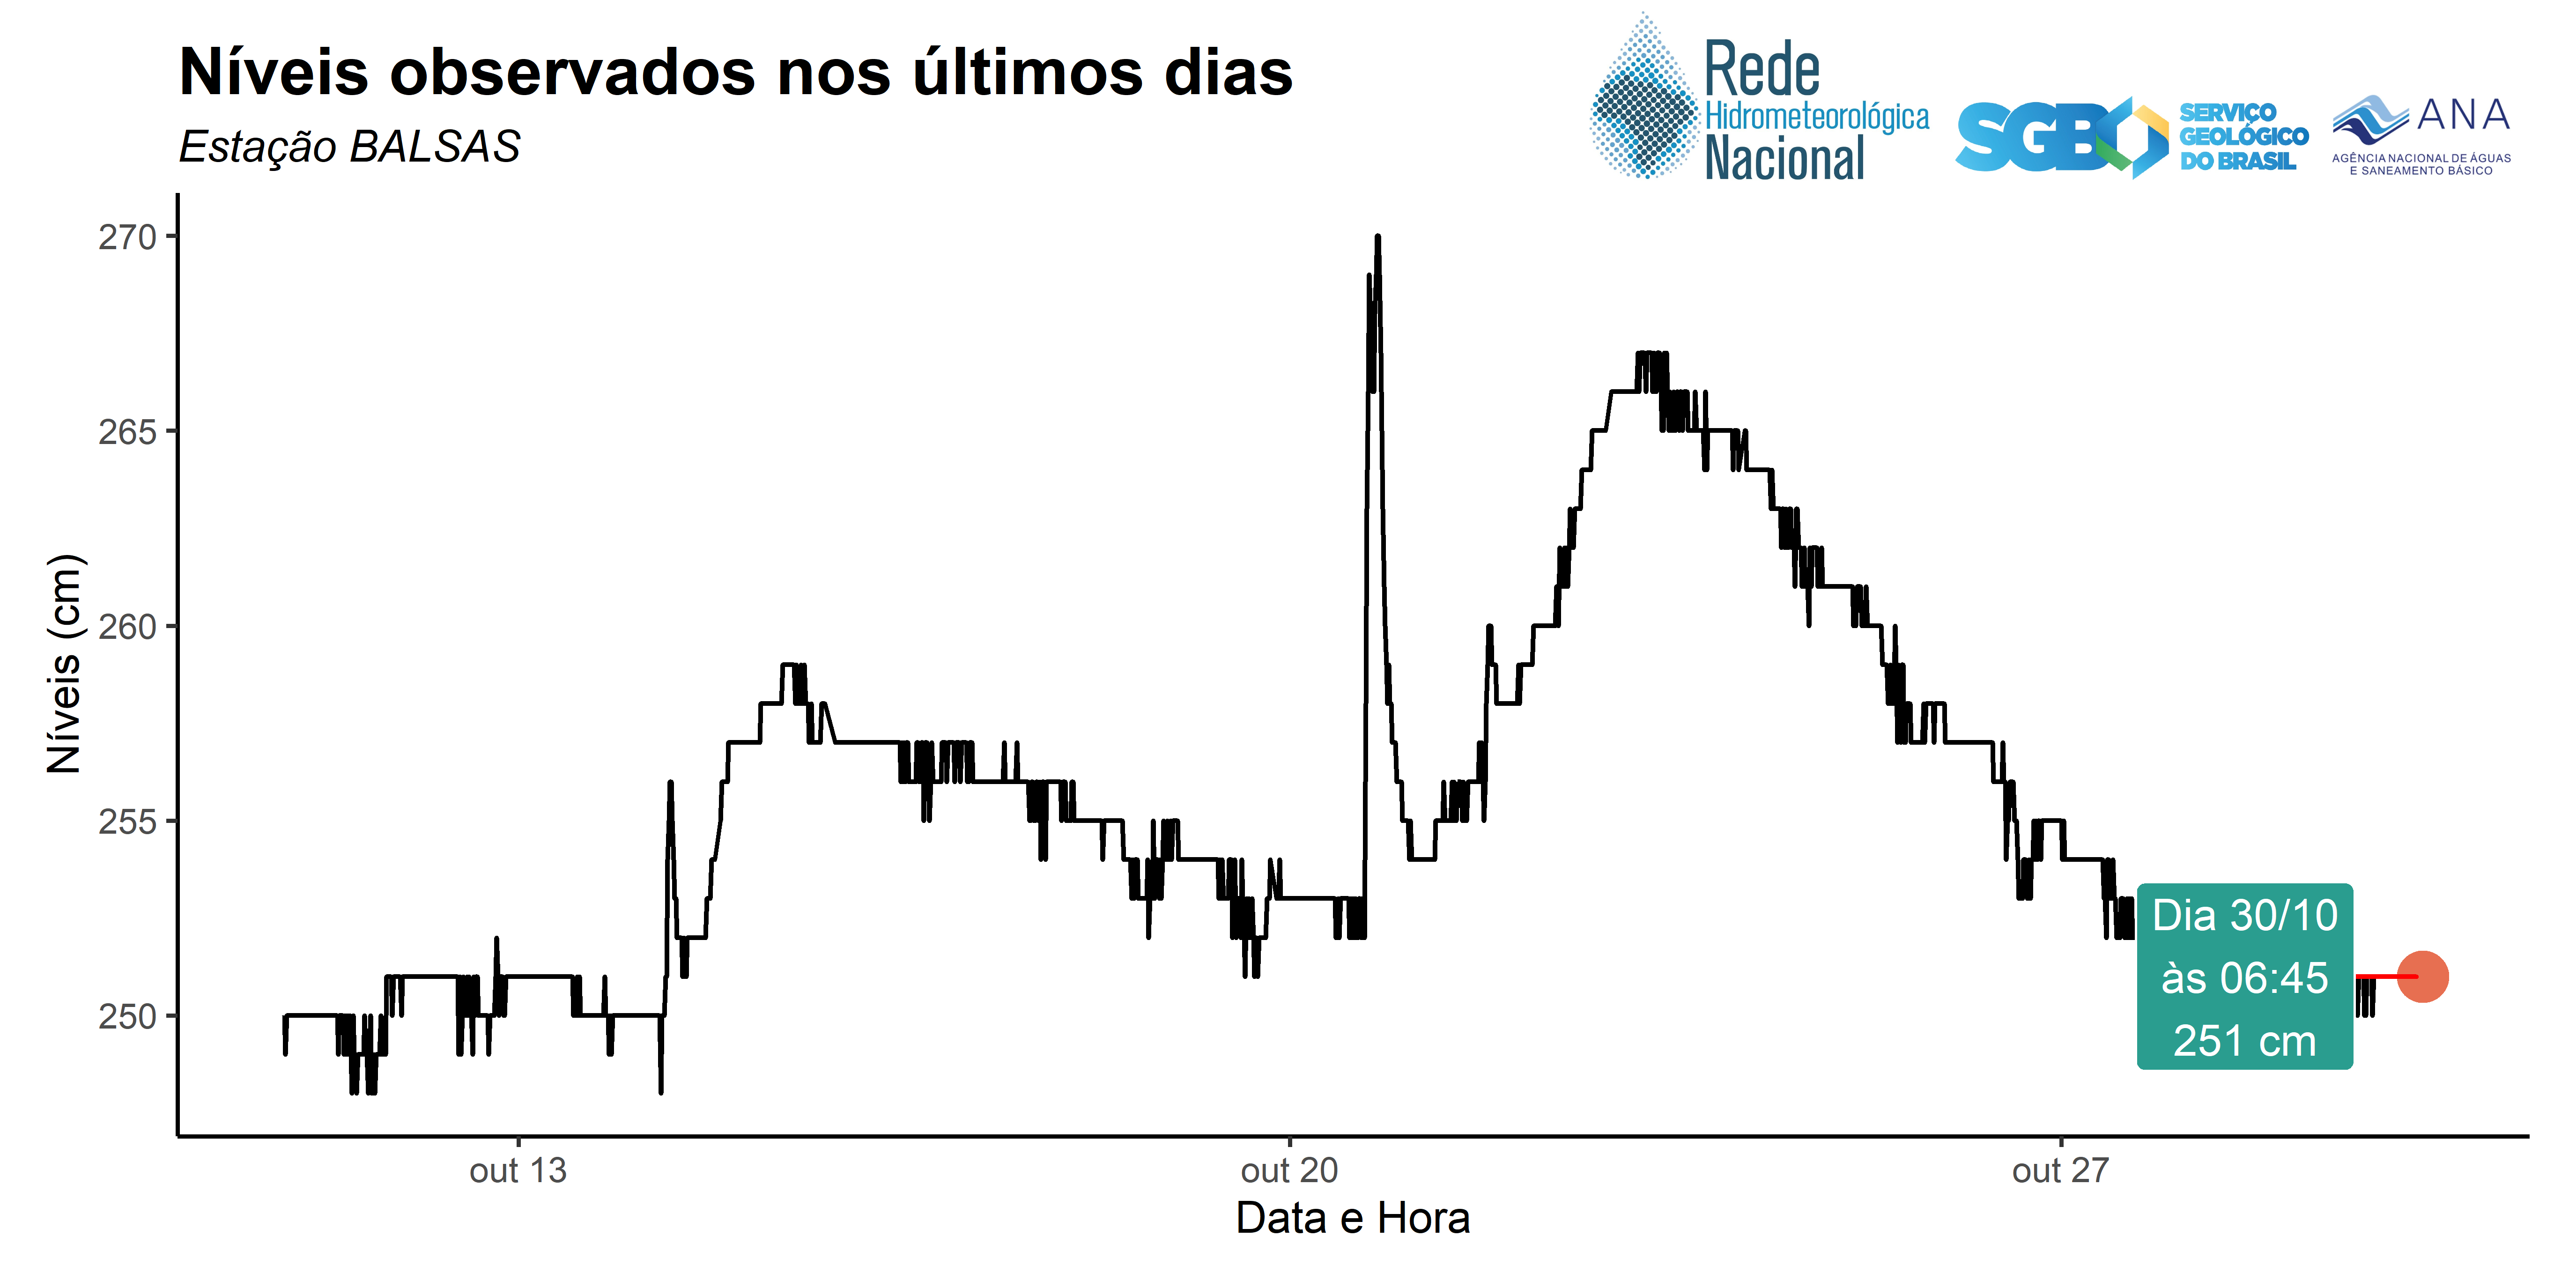 Níveis observados nos últimos dias
Estação BALSAS
Rede
Hidrometeorológica
Nacional
SGB
SERVIÇO
GEOLÓGICO
DO BRASIL
ANA
AGÊNCIA NACIONAL DE ÁGUAS
E SANEAMENTO BÁSICO
Níveis (cm)
270
265
260
255
250
Dia 30/10
às 06:45
251 cm
out 13
out 20
out 27
Data e Hora